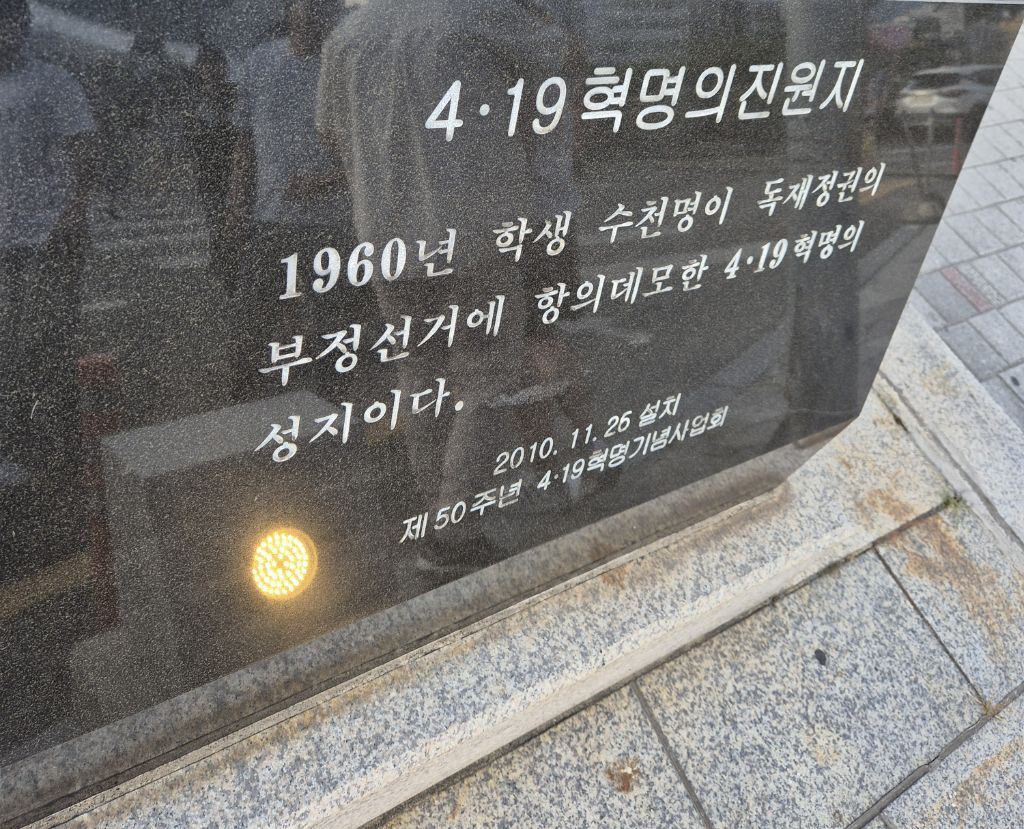 4·19혁명의진원지
1960년 학생 수천명이 독재정권의
부정선거에 항의데모한 4·19혁명의
성지이다.
2010. 11. 26 설치
제50주년 4·19혁명기념사업회